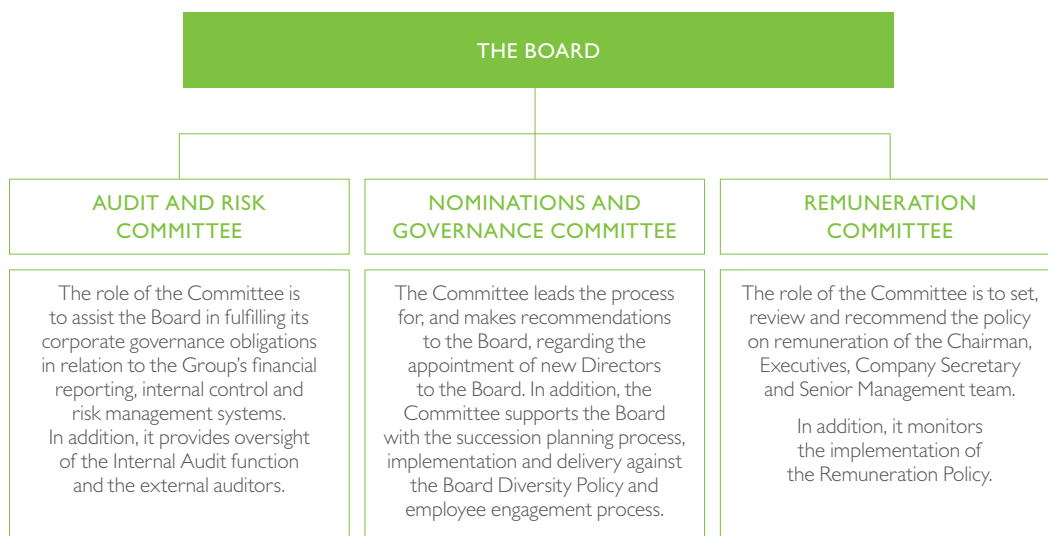 THE BOARD
AUDIT AND RISK
COMMITTEE
The role of the Committee is
to assist the Board in fulfilling its
corporate governance obligations
in relation to the Group’s financial
reporting, internal control and
risk management systems.
In addition, it provides oversight
of the Internal Audit function
and the external auditors.
NOMINATIONS AND
GOVERNANCE COMMITTEE
The Committee leads the process
for, and makes recommendations
to the Board, regarding the
appointment of new Directors
to the Board. In addition, the
Committee supports the Board
with the succession planning process,
implementation and delivery against
the Board Diversity Policy and
employee engagement process.
REMUNERATION
COMMITTEE
The role of the Committee is to set,
review and recommend the policy
on remuneration of the Chairman,
Executives, Company Secretary
and Senior Management team.
In addition, it monitors
the implementation of
the Remuneration Policy.